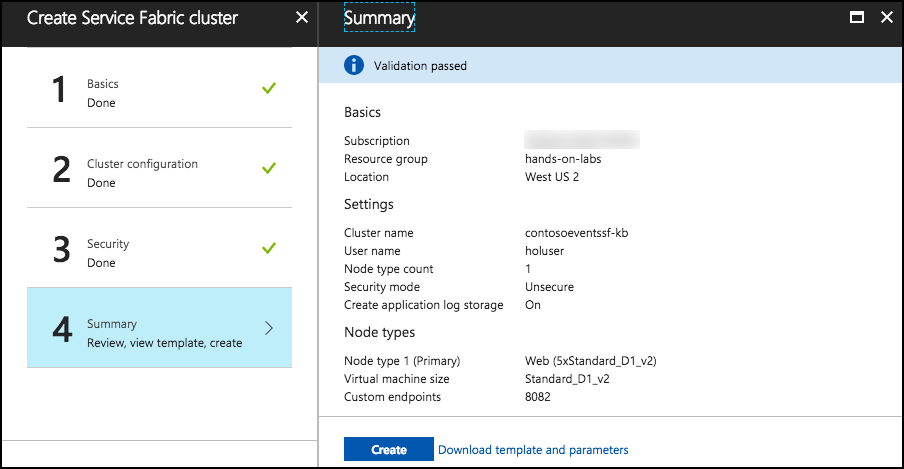 Create Service Fabric cluster
1
Basics
Done
2
Cluster configuration
Done
3
Security
Done
4
Summary
Review, view template, create
Summary
Validation passed
Basics
Subscription
Resource group hands-on-labs
Location West US 2
Settings
Cluster name contosoeventssf-kb
User name holuser
Node type count 1
Security mode Unsecure
Create application log storage On
Node types
Node type 1 (Primary) Web (5xStandard_D1_v2)
Virtual machine size Standard_D1_v2
Custom endpoints 8082
Create Download template and parameters